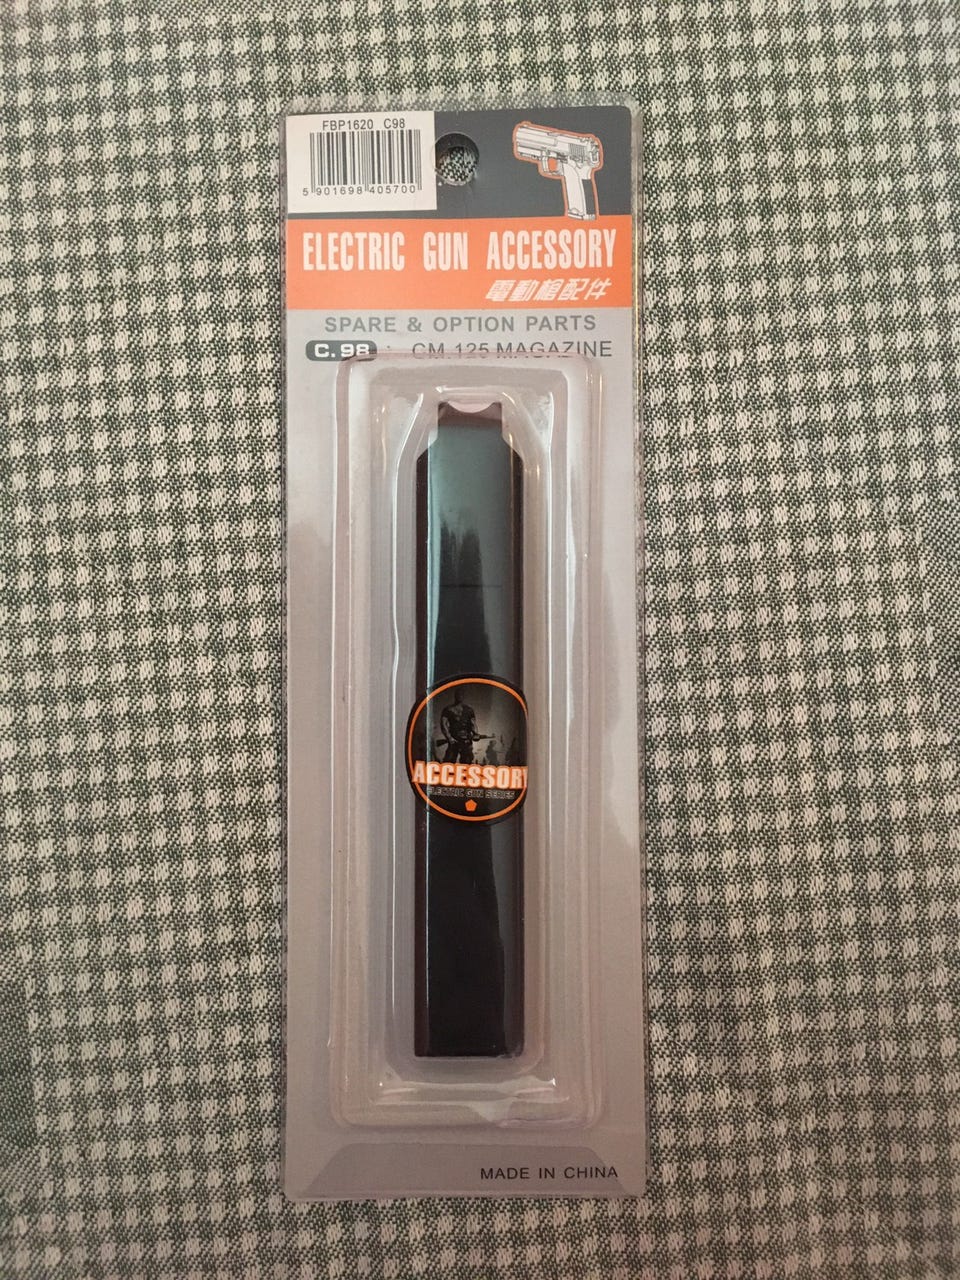 FBP1620 C98
5 901698 405700
ELECTRIC GUN ACCESSORY
電動槍配件
SPARE & OPTION PARTS
C.98 : CM.125 MAGAZINE
ACCESSORY
ELECTRIC GUN SERIES
MADE IN CHINA